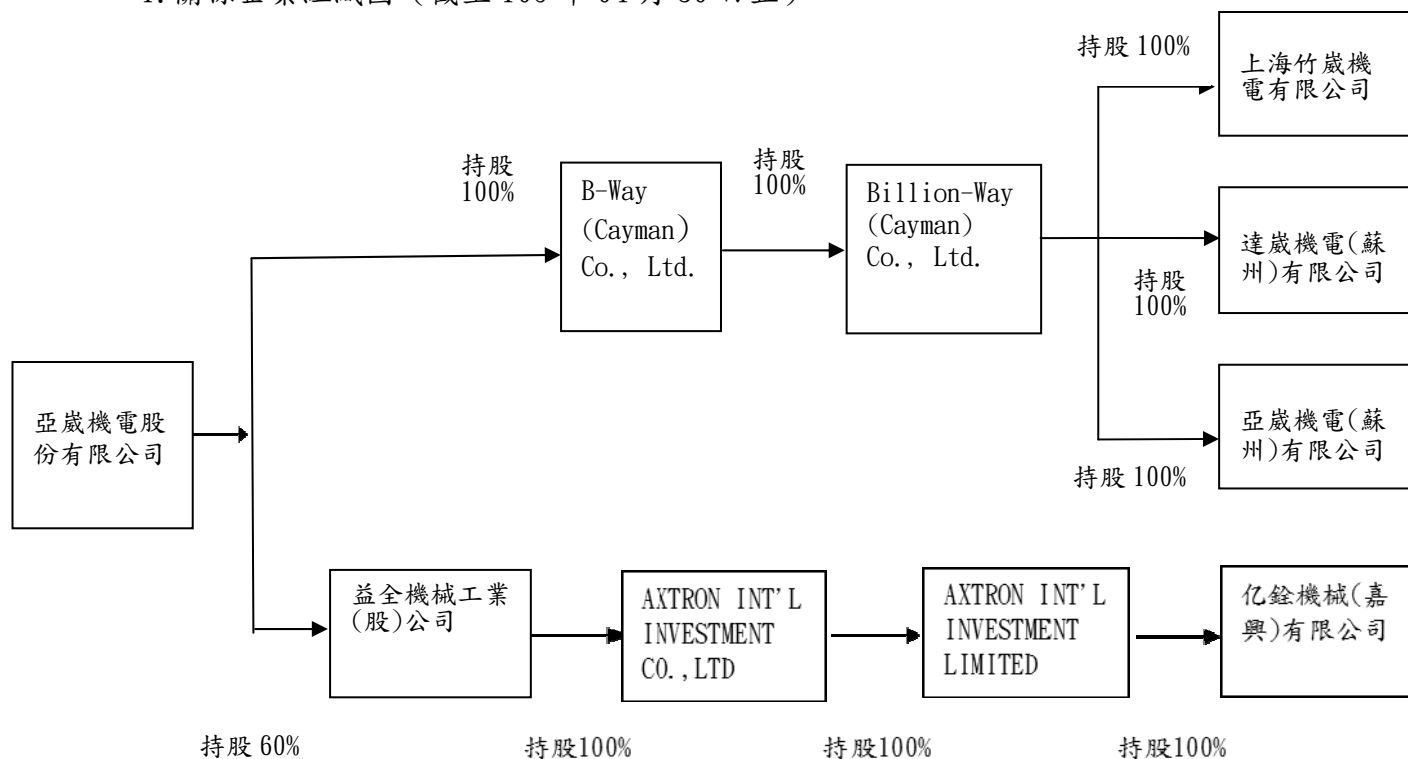 持股 100%
上海竹崴機
電有限公司
持股
100%
B-Way
(Cayman)
Co., Ltd.
持股
100%
Billion-Way
(Cayman)
Co., Ltd.
達崴機電(蘇
州)有限公司
持股
100%
亞崴機電股
份有限公司
亞崴機電(蘇
州)有限公司
持股 100%
益全機械工業
(股)公司
AXTRON INT'L
INVESTMENT
CO.,LTD
AXTRON INT'L
INVESTMENT
LIMITED
亿銓機械(嘉
興)有限公司
持股 60%
持股100%
持股100%
持股100%